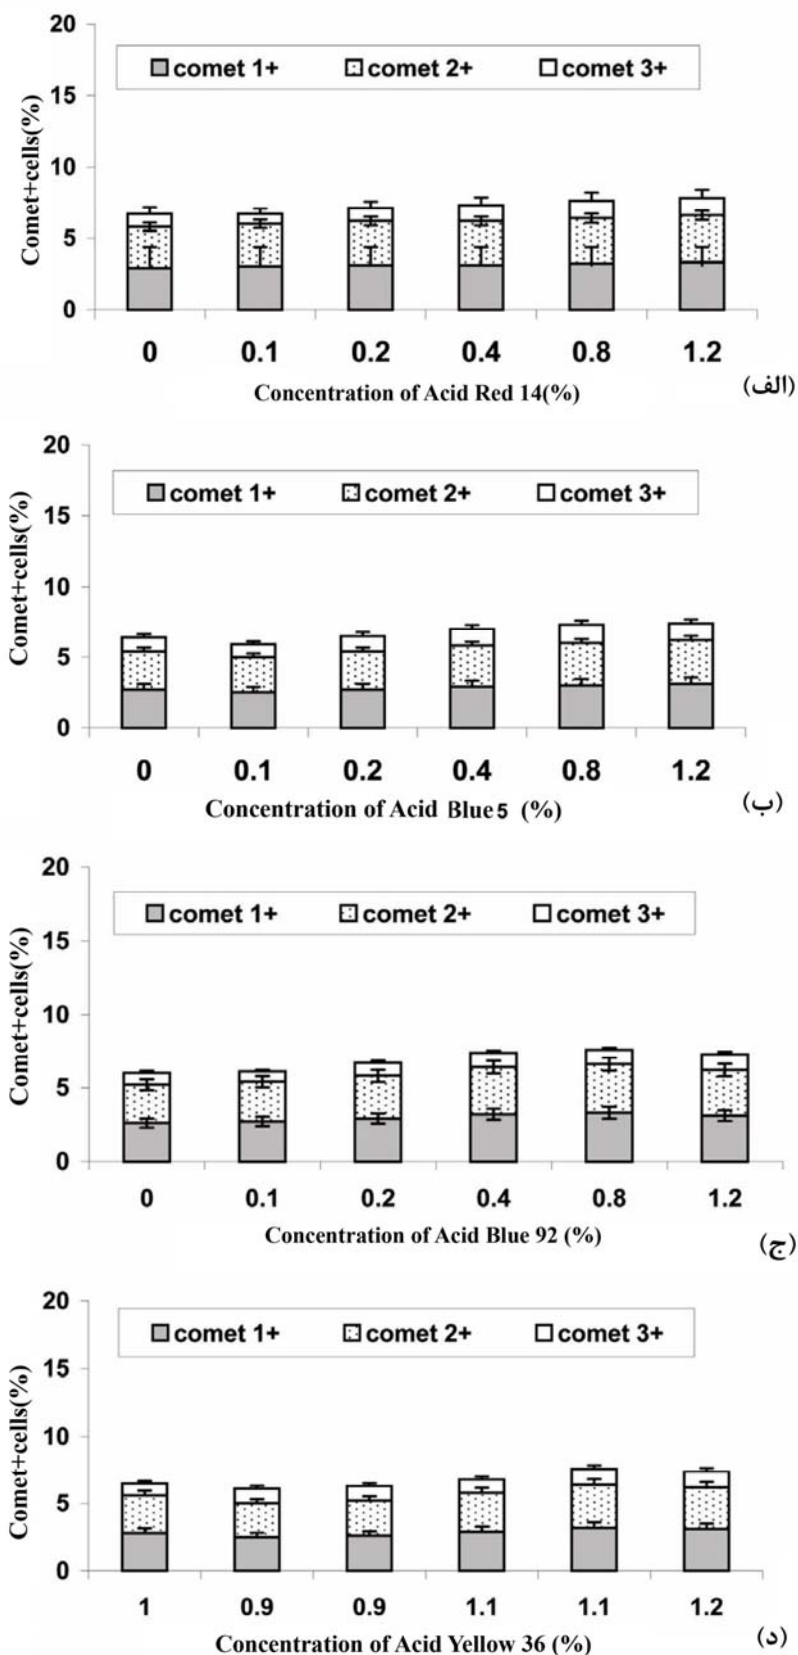 20
comet 1+ comet 2+ comet 3+
15
10
5
0
Comet+cells(%)
0 0.1 0.2 0.4 0.8 1.2
Concentration of Acid Red 14(%)
(الف)
20
comet 1+ comet 2+ comet 3+
15
10
5
0
Comet+cells(%)
0 0.1 0.2 0.4 0.8 1.2
Concentration of Acid Blue 5 (%)
(ب)
20
comet 1+ comet 2+ comet 3+
15
10
5
0
Comet+cells(%)
0 0.1 0.2 0.4 0.8 1.2
Concentration of Acid Blue 92 (%)
(ج)
20
comet 1+ comet 2+ comet 3+
15
10
5
0
Comet+cells(%)
1 0.9 0.9 1.1 1.1 1.2
Concentration of Acid Yellow 36 (%)
(د)